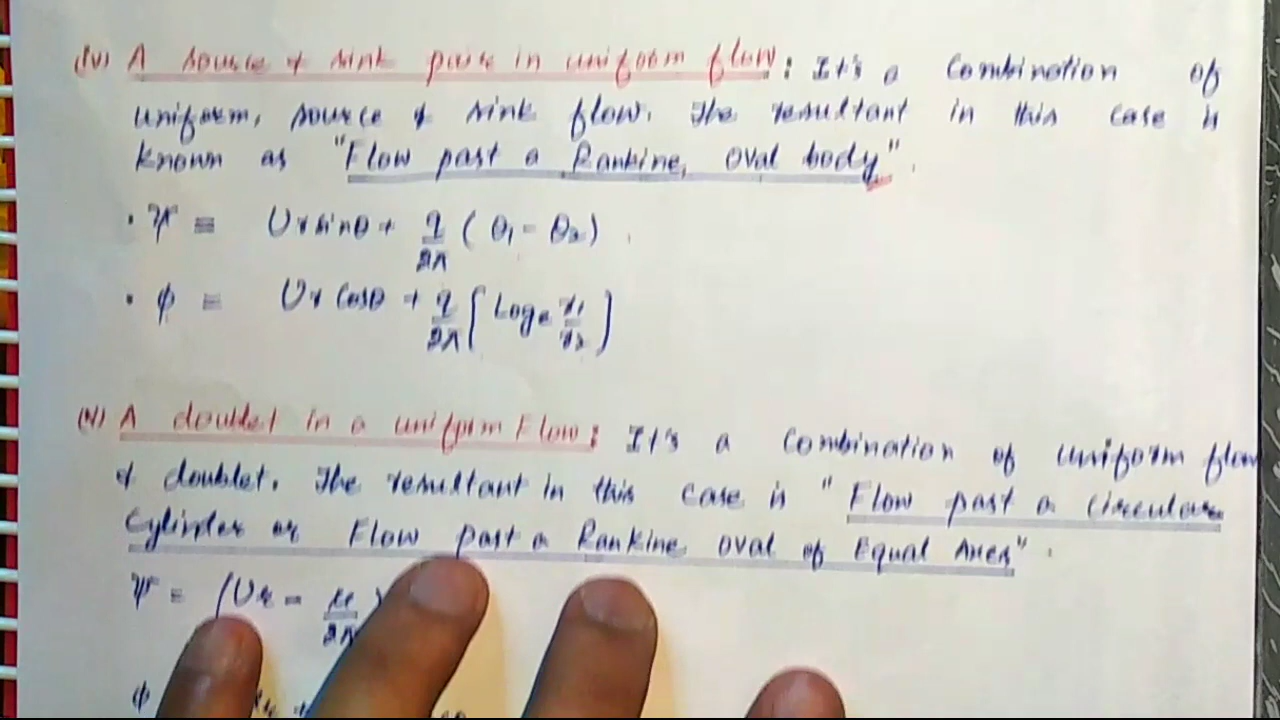 (iv) A source & sink pair in uniform flow: It's a combination of
uniform, source & sink flow. The resultant in this case is
known as "Flow past a Rankine, oval body".
• ψ = Ur sinθ + q/2π (θ₁ - θ₂)
• ϕ = Ur Cosθ + q/2π [Logₑ r₁/r₂]
(v) A doublet in a uniform Flow: It's a combination of uniform flow
& doublet. The resultant in this case is "Flow past a circular
cylinder or Flow past a Rankine oval of Equal Axes".
ψ = (Ur - μ/2π
ϕ